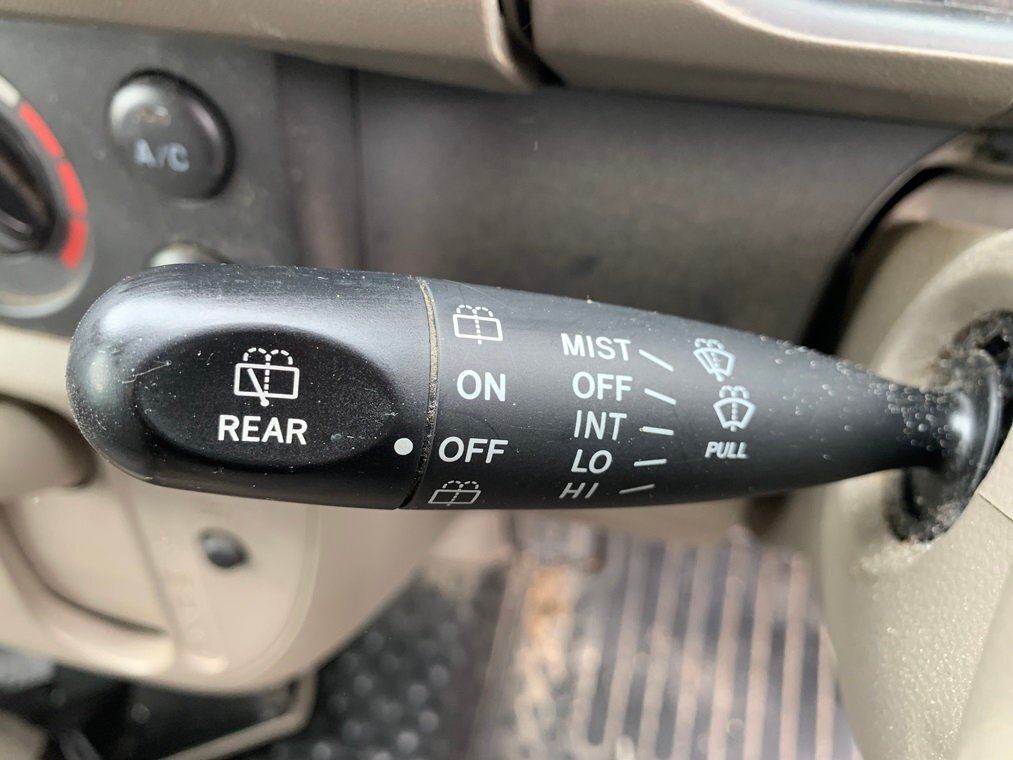 A/C
REAR
ON
OFF
MIST
OFF
INT
LO
HI
PULL